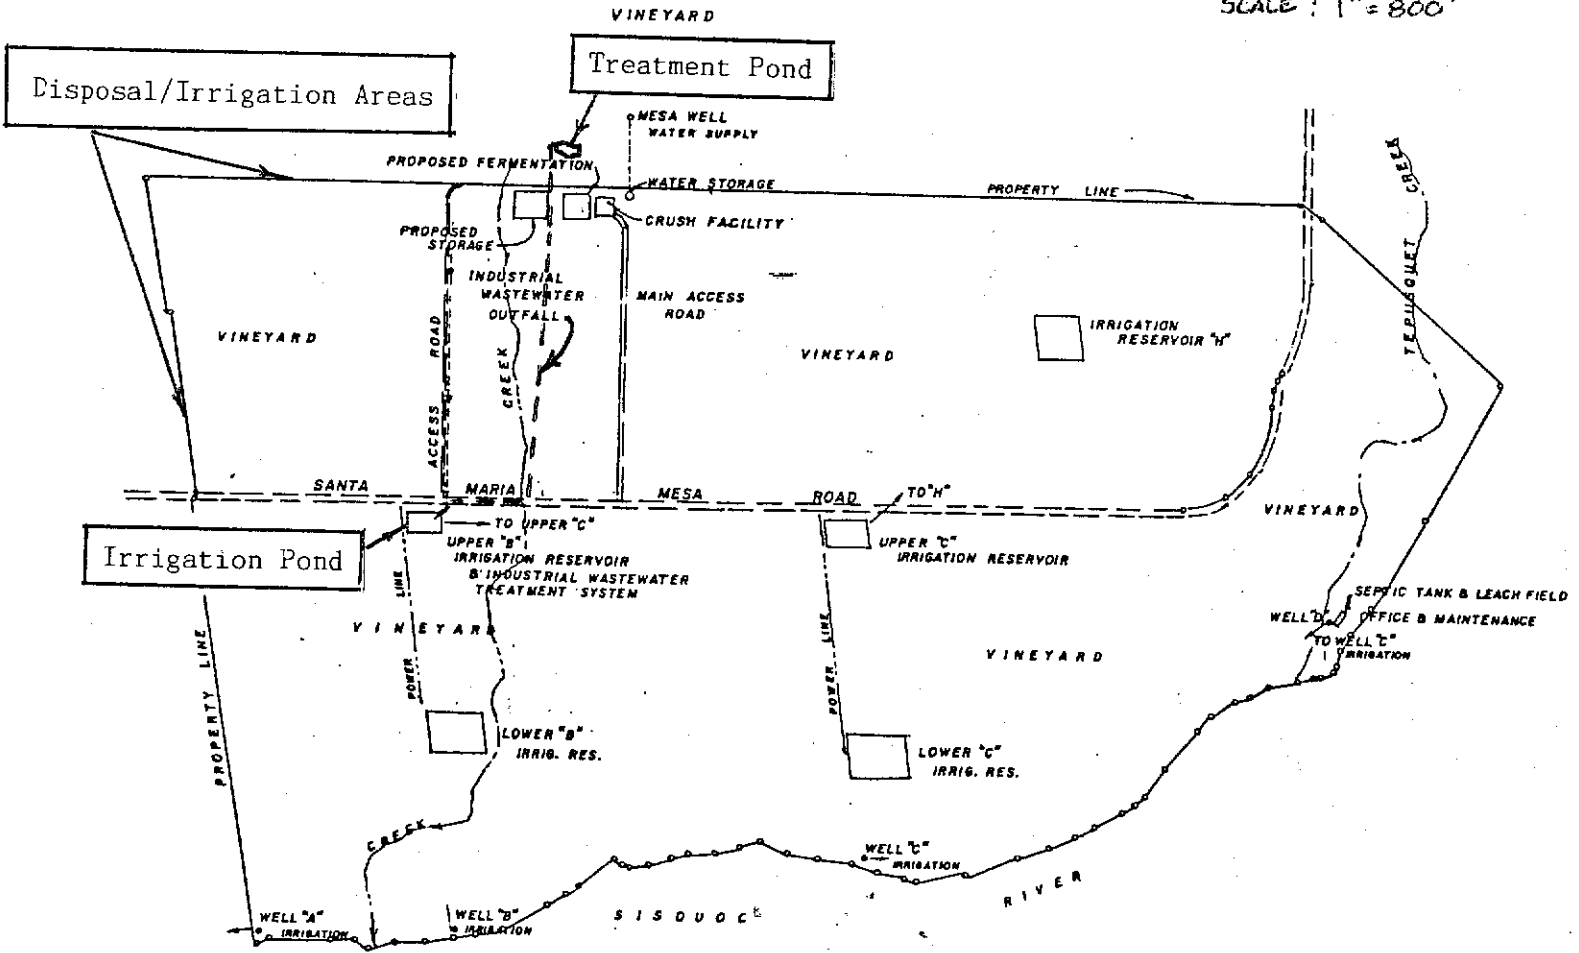 SCALE : 1" = 800'
VINEYARD
Treatment Pond
Disposal/Irrigation Areas
MESA WELL
WATER SUPPLY
PROPOSED FERMENTATION
WATER STORAGE
PROPERTY LINE
CRUSH FACILITY
PROPOSED
STORAGE
INDUSTRIAL
WASTEWATER
OUTFALL
MAIN ACCESS
ROAD
VINEYARD
VINEYARD
IRRIGATION
RESERVOIR "H"
TEPUSQUET CREEK
ACCESS ROAD
CREEK
SANTA MARIA MESA ROAD
TO "H"
VINEYARD
TO UPPER "C"
UPPER "B"
IRRIGATION RESERVOIR
& INDUSTRIAL WASTEWATER
TREATMENT SYSTEM
UPPER "C"
IRRIGATION RESERVOIR
Irrigation Pond
SEPTIC TANK & LEACH FIELD
WELL "D"
OFFICE & MAINTENANCE
TO WELL "C"
IRRIGATION
VINEYARD
VINEYARD
POWER LINE
POWER LINE
PROPERTY LINE
LOWER "B"
IRRIG. RES.
LOWER "C"
IRRIG. RES.
CREEK
WELL "C"
IRRIGATION
WELL "A"
IRRIGATION
WELL "B"
IRRIGATION
SISQUOC RIVER